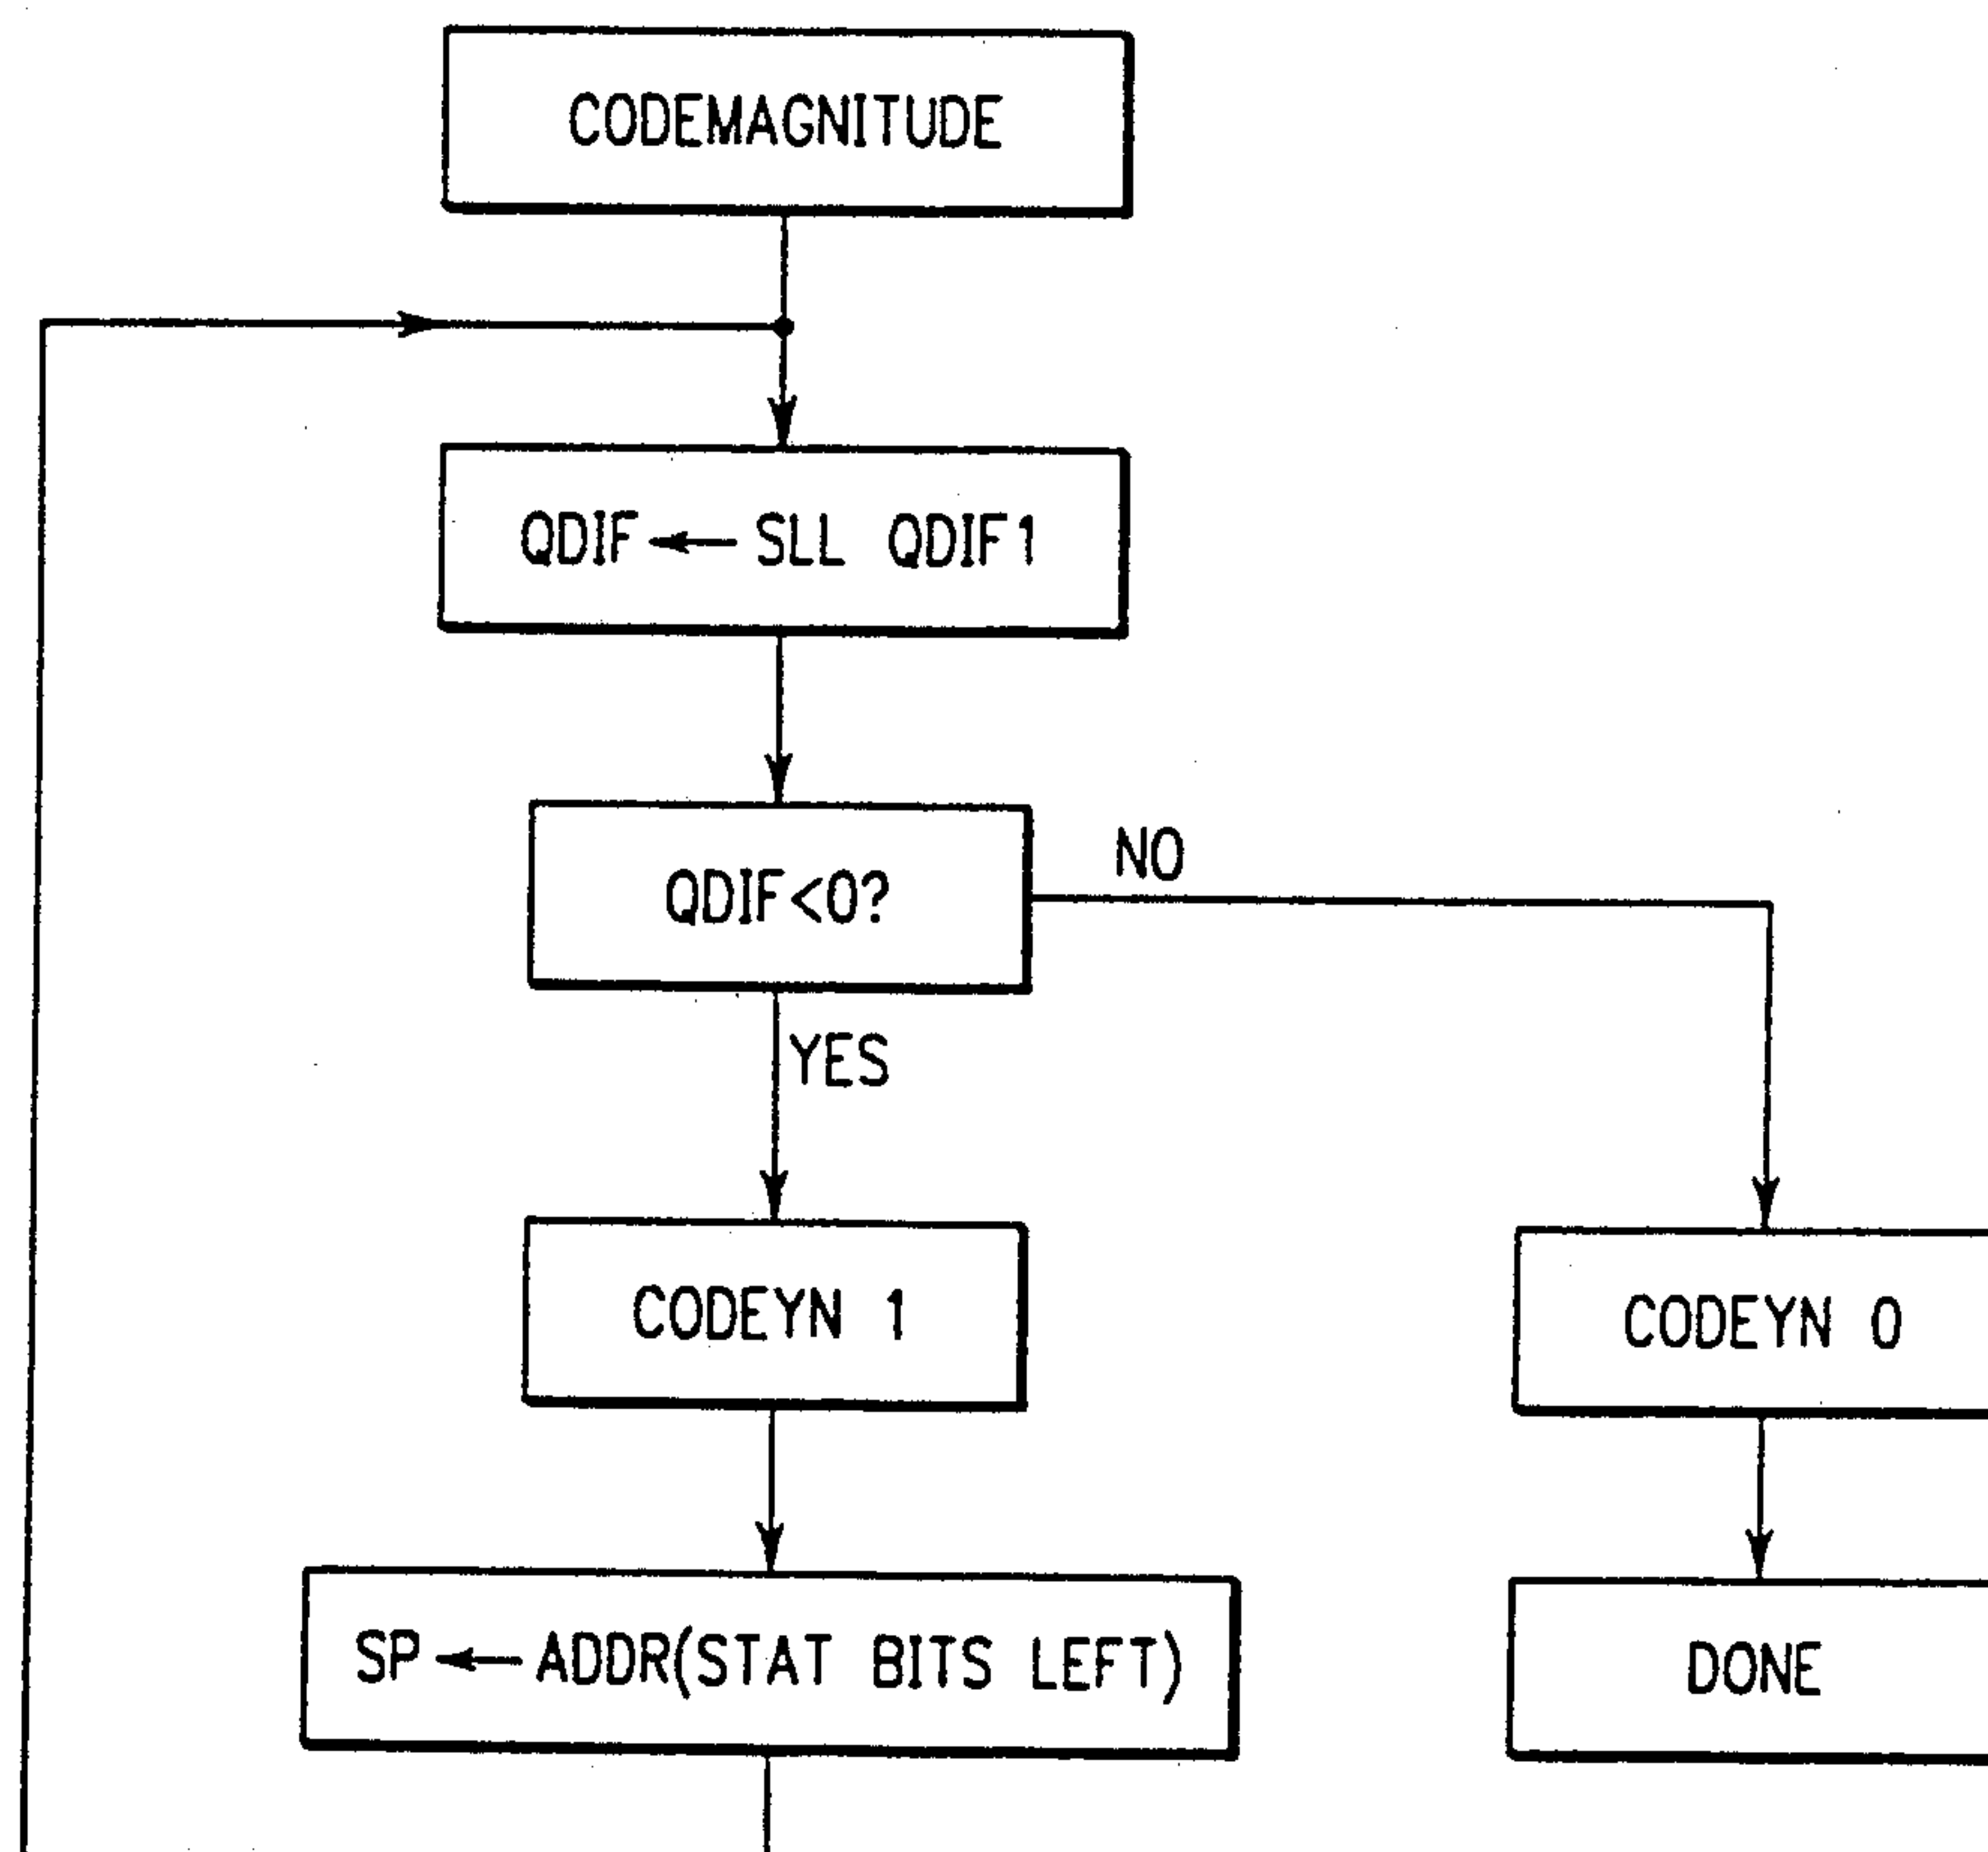 CODEMAGNITUDE
QDIF ← SLL QDIF1
QDIF<0?
NO
YES
CODEYN 1
CODEYN 0
SP ← ADDR(STAT BITS LEFT)
DONE